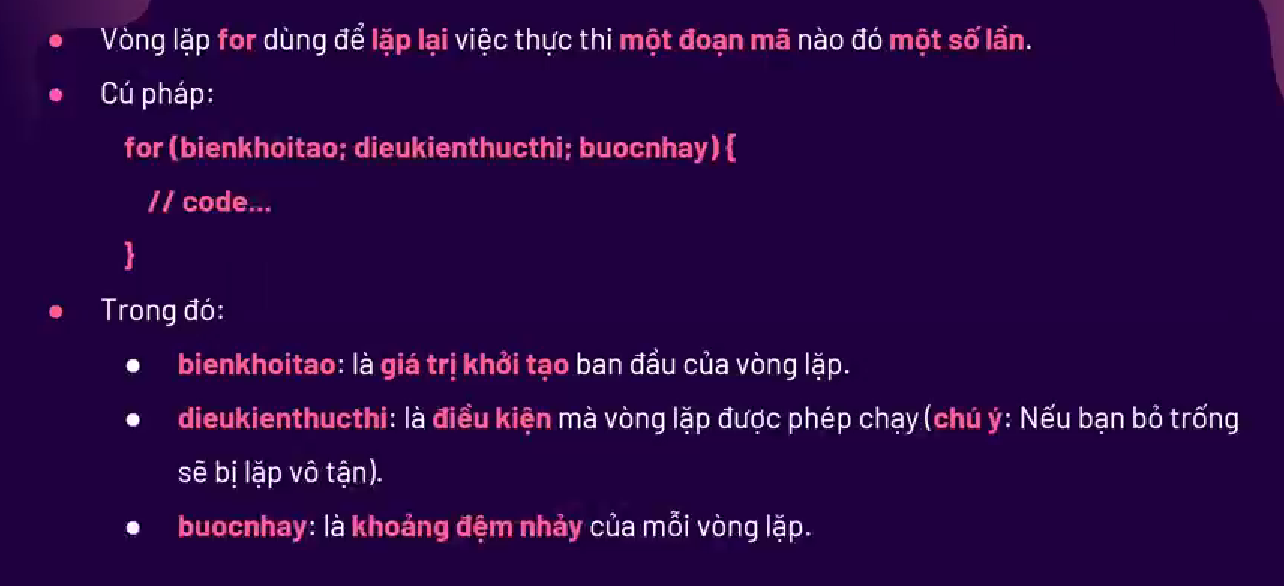 Vòng lặp for dùng để lặp lại việc thực thi một đoạn mã nào đó một số lần.
Cú pháp:
for (bienkhoitao; dieukienthucthi; buocnhay) {
// code...
}
Trong đó:
bienkhoitao: là giá trị khởi tạo ban đầu của vòng lặp.
dieukienthucthi: là điều kiện mà vòng lặp được phép chạy (chú ý: Nếu bạn bỏ trống
sẽ bị lặp vô tận).
buocnhay: là khoảng đệm nhảy của mỗi vòng lặp.